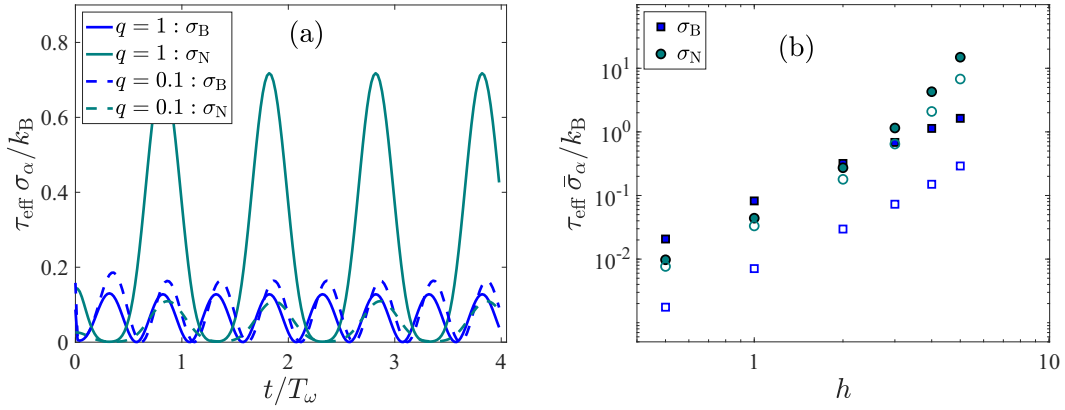 (a)
q = 1 : σ_B
q = 1 : σ_N
q = 0.1 : σ_B
q = 0.1 : σ_N
τ_eff σ_α/k_B
0.8
0.6
0.4
0.2
0
0
1
2
3
4
t/T_ω
(b)
σ_B
σ_N
τ_eff σ̄_α/k_B
10^1
10^0
10^-1
10^-2
1
10
h